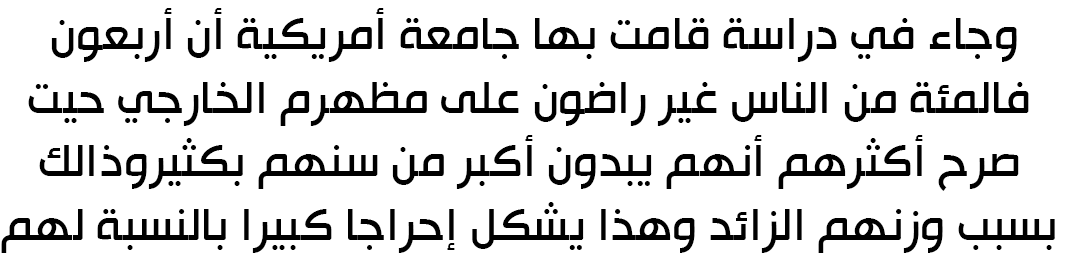 وجاء في دراسة قامت بها جامعة أمريكية أن أربعون
فالمئة من الناس غير راضون على مظهرم الخارجي حيت
صرح أكثرهم أنهم يبدون أكبر من سنهم بكثيروذالك
بسبب وزنهم الزائد وهذا يشكل إحراجا كبيرا بالنسبة لهم